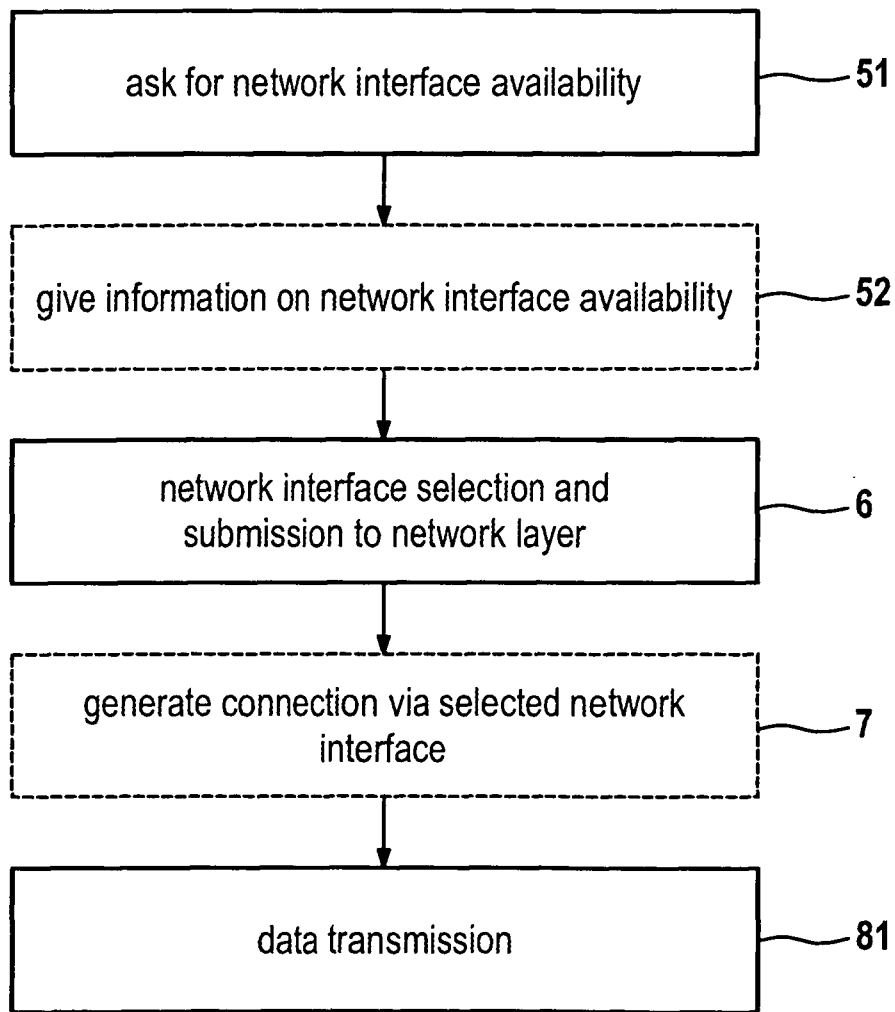 ask for network interface availability
51
give information on network interface availability
52
network interface selection and
submission to network layer
6
generate connection via selected network
interface
7
data transmission
81